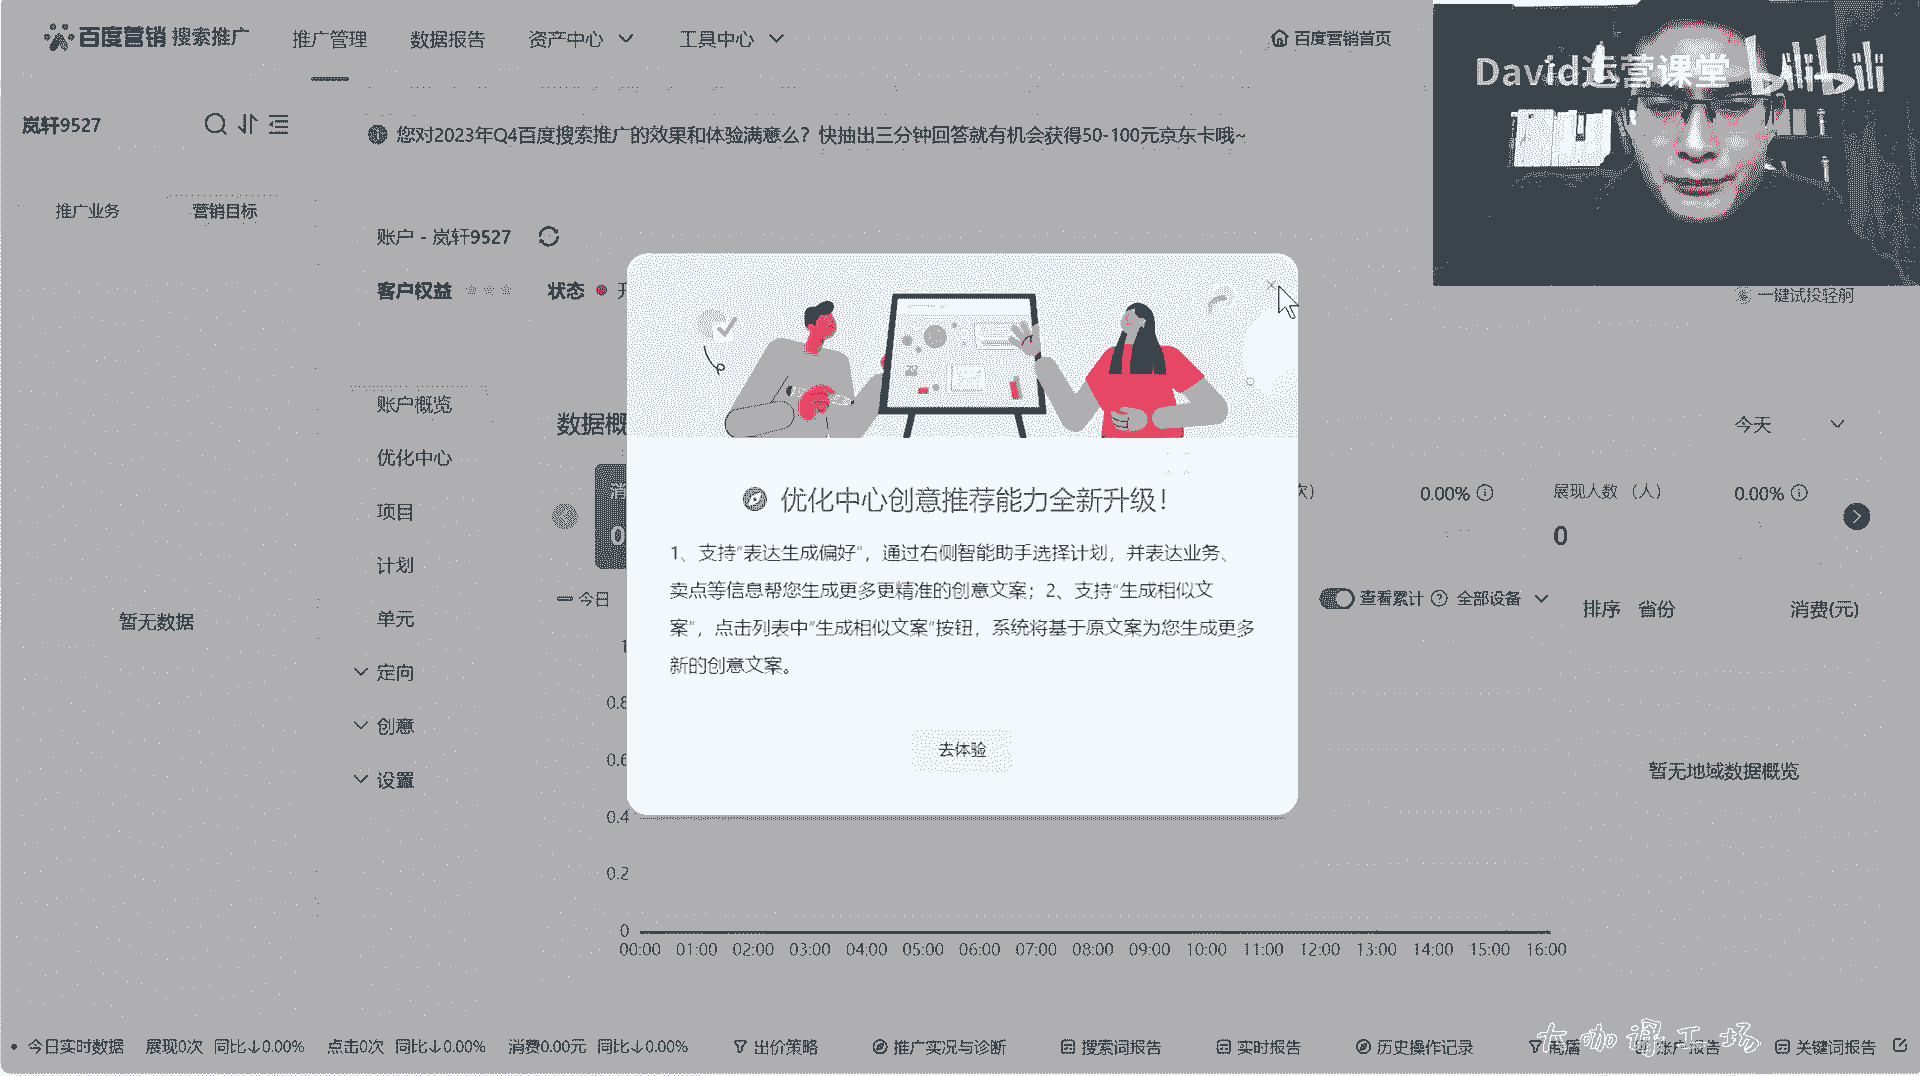 百度营销 搜索推广 推广管理 数据报告 资产中心 工具中心 百度营销首页
David运营课堂 bilibili
岚轩9527
您对2023年Q4百度搜索推广的效果和体验满意么？快抽出三分钟回答就有机会获得50-100元京东卡哦~
推广业务 营销目标
账户 - 岚轩9527
客户权益 状态
一键试投轻舸
账户概览
优化中心
项目
计划
单元
定向
创意
设置
暂无数据
数据概
今天
优化中心创意推荐能力全新升级！
1、支持“表达生成偏好”，通过右侧智能助手选择计划，并表达业务、
卖点等信息帮您生成更多更精准的创意文案；2、支持“生成相似文
案”，点击列表中“生成相似文案”按钮，系统将基于原文案为您生成更多
新的创意文案。
去体验
次） 0.00% 展现人数 （人） 0.00%
0 0
今日 查看累计 全部设备 排序 省份 消费(元)
1
0.8
0.6
0.4
0.2
0
暂无地域数据概览
00:00 01:00 02:00 03:00 04:00 05:00 06:00 07:00 08:00 09:00 10:00 11:00 12:00 13:00 14:00 15:00 16:00
今日实时数据 展现0次 同比↓0.00% 点击0次 同比↓0.00% 消费0.00元 同比↓0.00% 出价策略 推广实况与诊断 搜索词报告 实时报告 历史操作记录 账户报告 关键词报告
大咖课工场